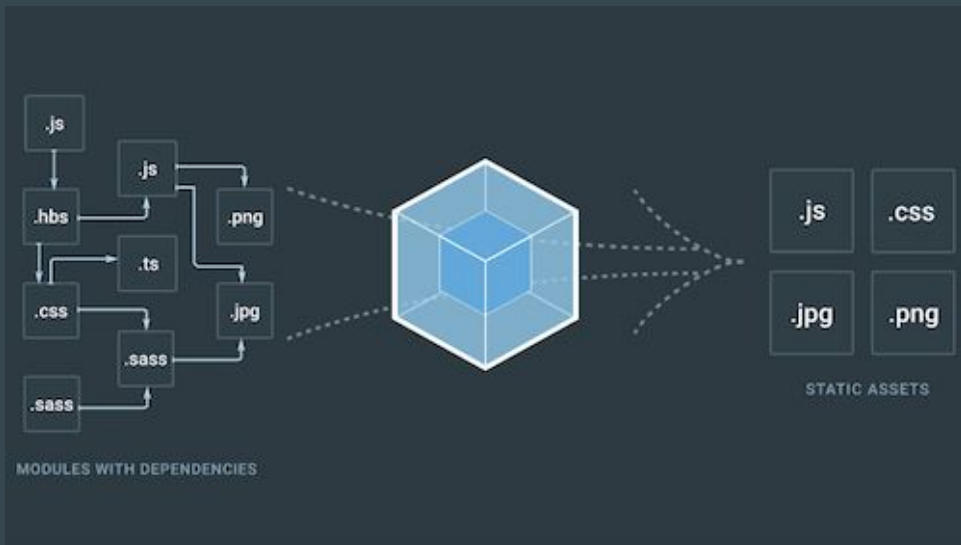 .js
.js
.hbs
.png
.ts
.css
.jpg
.sass
.sass
MODULES WITH DEPENDENCIES
.js
.css
.jpg
.png
STATIC ASSETS